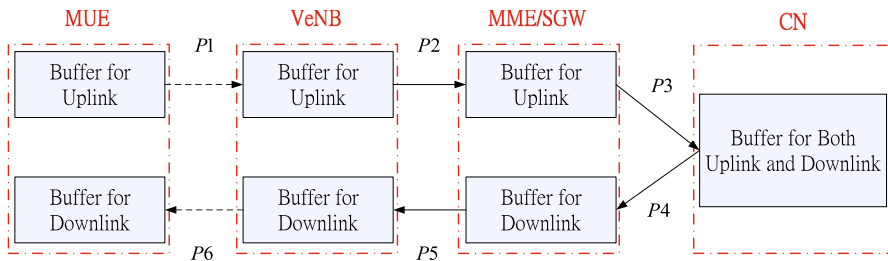 MUE
VeNB
MME/SGW
CN
P1
P2
Buffer for
Uplink
Buffer for
Uplink
Buffer for
Uplink
P3
Buffer for Both
Uplink and Downlink
Buffer for
Downlink
Buffer for
Downlink
Buffer for
Downlink
P4
P6
P5